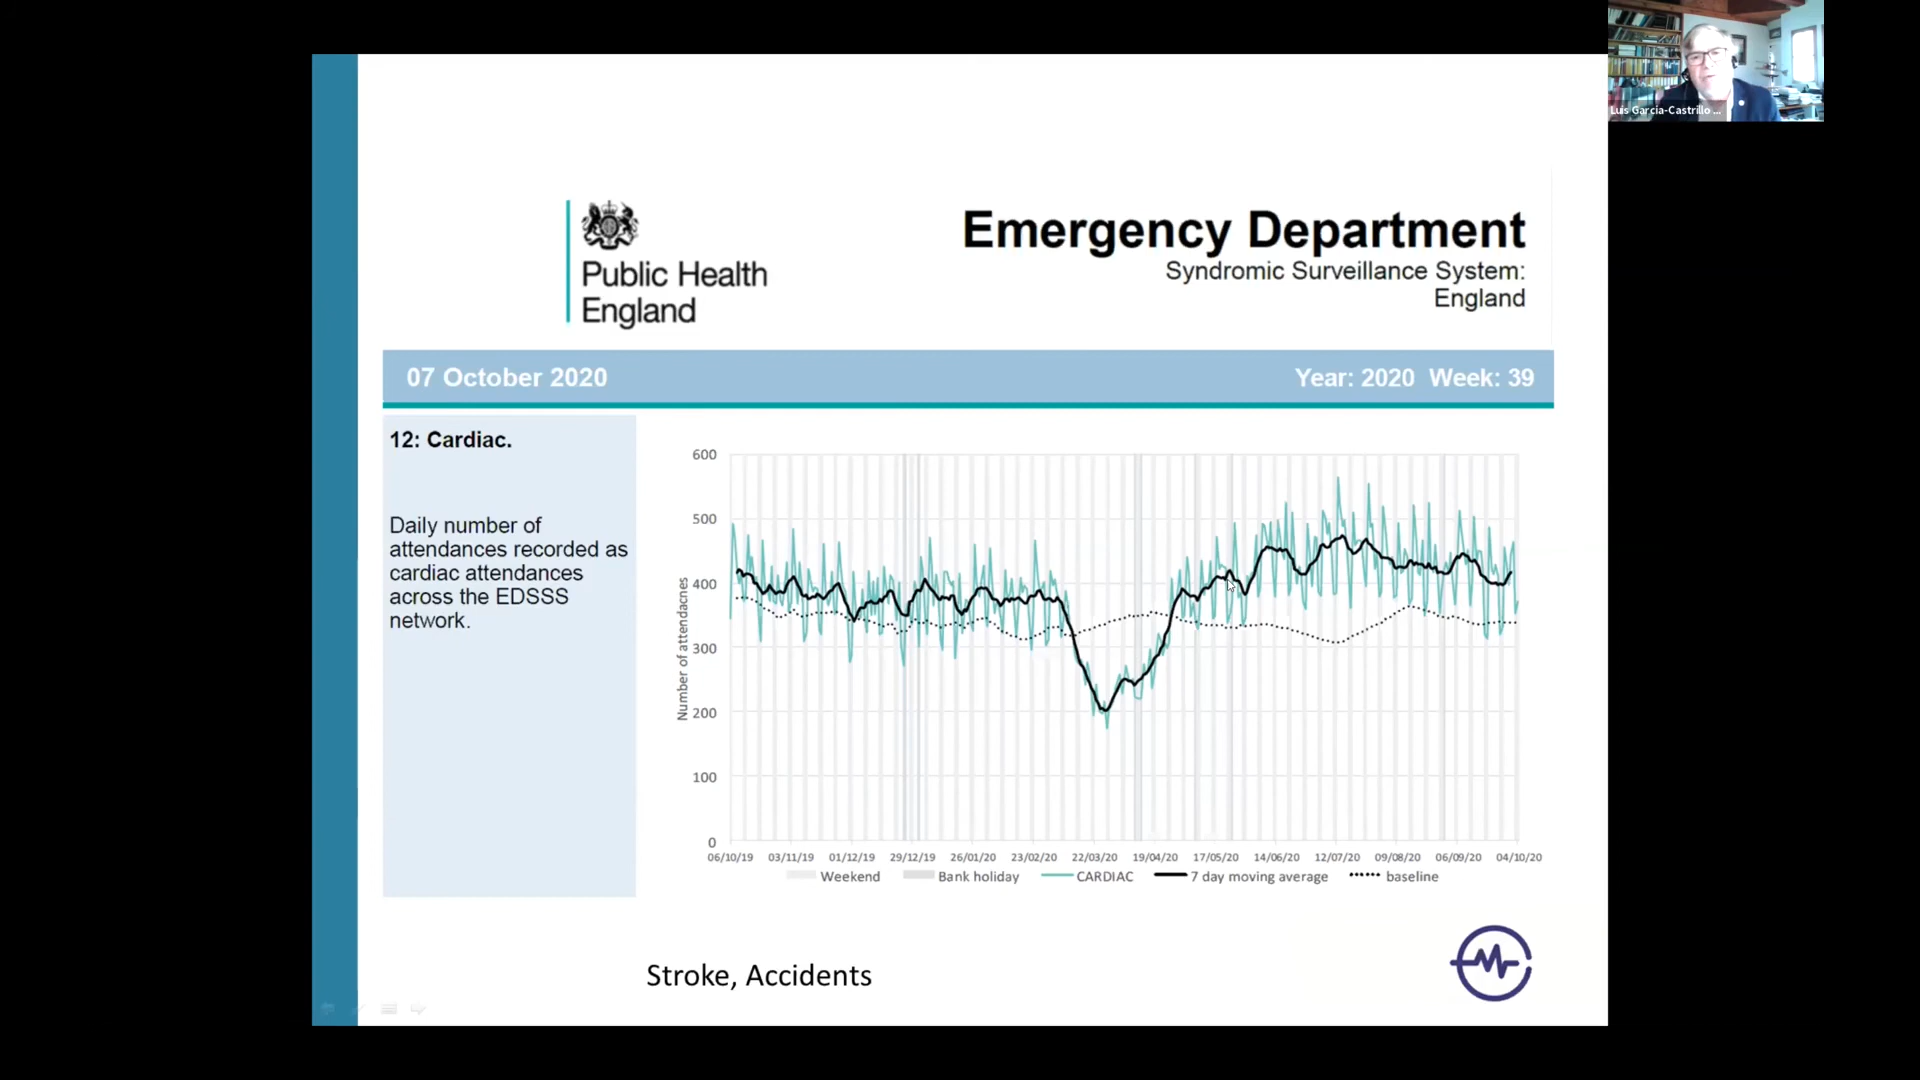 Luis Garcia-Castrillo ...
Public Health
England
Emergency Department
Syndromic Surveillance System:
England
07 October 2020
Year: 2020 Week: 39
12: Cardiac.
Daily number of
attendances recorded as
cardiac attendances
across the EDSSS
network.
Number of attendacnes
600
500
400
300
200
100
0
06/10/19 03/11/19 01/12/19 29/12/19 26/01/20 23/02/20 22/03/20 19/04/20 17/05/20 14/06/20 12/07/20 09/08/20 06/09/20 04/10/20
Weekend Bank holiday CARDIAC 7 day moving average baseline
Stroke, Accidents